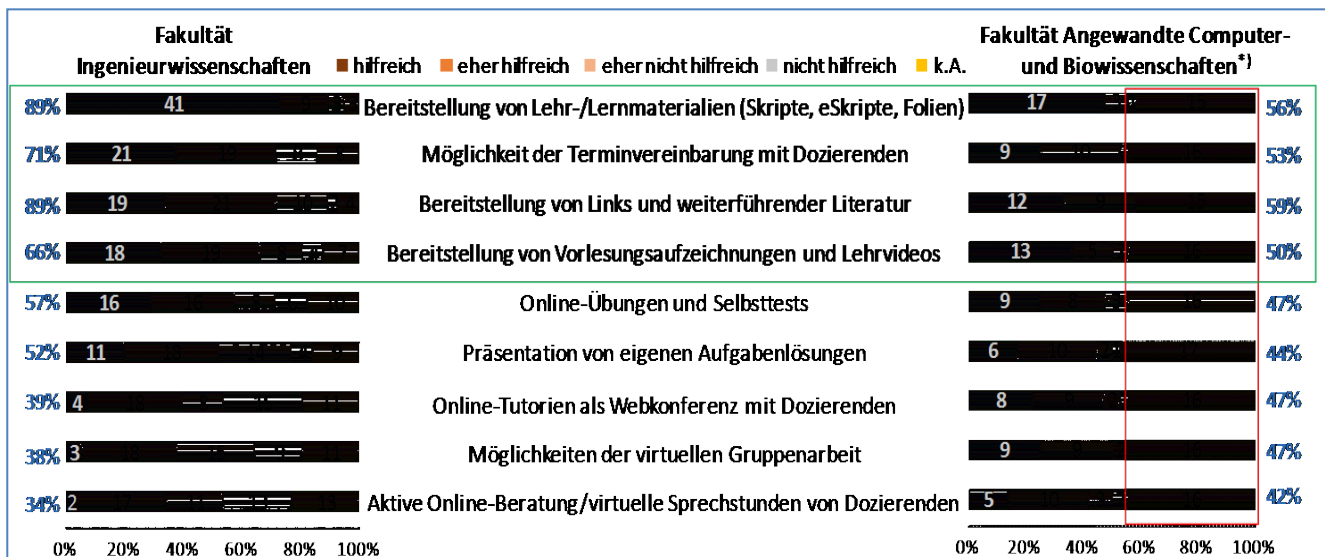 Fakultät
Ingenieurwissenschaften
hilfreich eher hilfreich eher nicht hilfreich nicht hilfreich k.A.
Fakultät Angewandte Computer-
und Biowissenschaften*)
89% 41 Bereitstellung von Lehr-/Lernmaterialien (Skripte, eSkripte, Folien) 17 56%
71% 21 Möglichkeit der Terminvereinbarung mit Dozierenden 9 53%
89% 19 Bereitstellung von Links und weiterführender Literatur 12 59%
66% 18 Bereitstellung von Vorlesungsaufzeichnungen und Lehrvideos 13 50%
57% 16 Online-Übungen und Selbsttests 9 47%
52% 11 Präsentation von eigenen Aufgabenlösungen 6 44%
39% 4 Online-Tutorien als Webkonferenz mit Dozierenden 8 47%
38% 3 Möglichkeiten der virtuellen Gruppenarbeit 9 47%
34% 2 Aktive Online-Beratung/virtuelle Sprechstunden von Dozierenden 5 42%
0% 20% 40% 60% 80% 100% 0% 20% 40% 60% 80% 100%